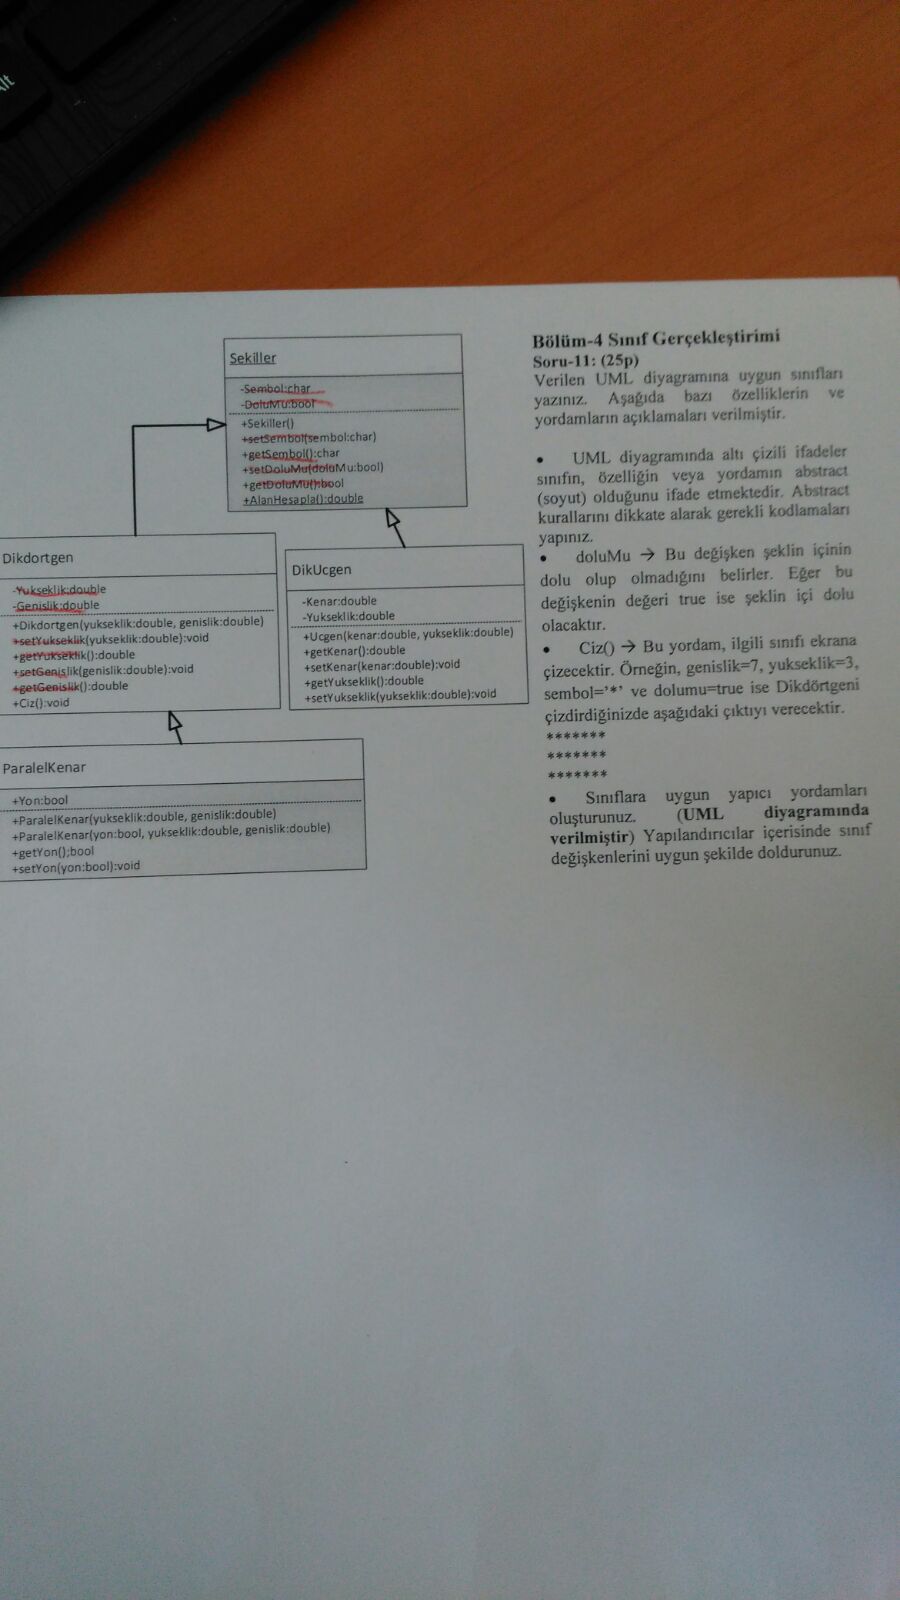 Alt
Sekiller
-Sembol:char
-DoluMu:bool
+Sekiller()
+setSembol(sembol:char)
+getSembol():char
+setDoluMu(doluMu:bool)
+getDoluMu():bool
+AlanHesapla():double
Dikdortgen
-Yukseklik:double
-Genislik:double
+Dikdortgen(yukseklik:double, genislik:double)
+setYukseklik(yukseklik:double):void
+getYukseklik():double
+setGenislik(genislik:double):void
+getGenislik():double
+Ciz():void
DikUcgen
-Kenar:double
-Yukseklik:double
+Ucgen(kenar:double, yukseklik:double)
+getKenar():double
+setKenar(kenar:double):void
+getYukseklik():double
+setYukseklik(yukseklik:double):void
ParalelKenar
+Yon:bool
+ParalelKenar(yukseklik:double, genislik:double)
+ParalelKenar(yon:bool, yukseklik:double, genislik:double)
+getYon();bool
+setYon(yon:bool):void
Bölüm-4 Sınıf Gerçekleştirimi
Soru-11: (25p)
Verilen UML diyagramına uygun sınıfları
yazınız. Aşağıda bazı özelliklerin ve
yordamların açıklamaları verilmiştir.
• UML diyagramında altı çizili ifadeler
sınıfın, özelliğin veya yordamın abstract
(soyut) olduğunu ifade etmektedir. Abstract
kurallarını dikkate alarak gerekli kodlamaları
yapınız.
• doluMu → Bu değişken şeklin içinin
dolu olup olmadığını belirler. Eğer bu
değişkenin değeri true ise şeklin içi dolu
olacaktır.
• Ciz() → Bu yordam, ilgili sınıfı ekrana
çizecektir. Örneğin, genislik=7, yukseklik=3,
sembol='*' ve dolumu=true ise Dikdörtgeni
çizdirdiğinizde aşağıdaki çıktıyı verecektir.
*******
*******
*******
• Sınıflara uygun yapıcı yordamları
oluşturunuz. (UML diyagramında
verilmiştir) Yapılandırıcılar içerisinde sınıf
değişkenlerini uygun şekilde doldurunuz.